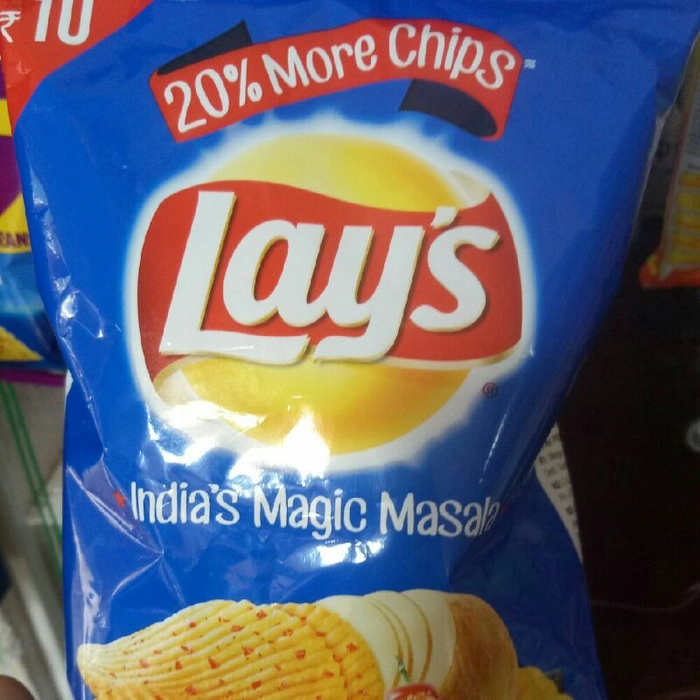 ₹ 10
20% More Chips
Lay's
®
India's Magic Masala